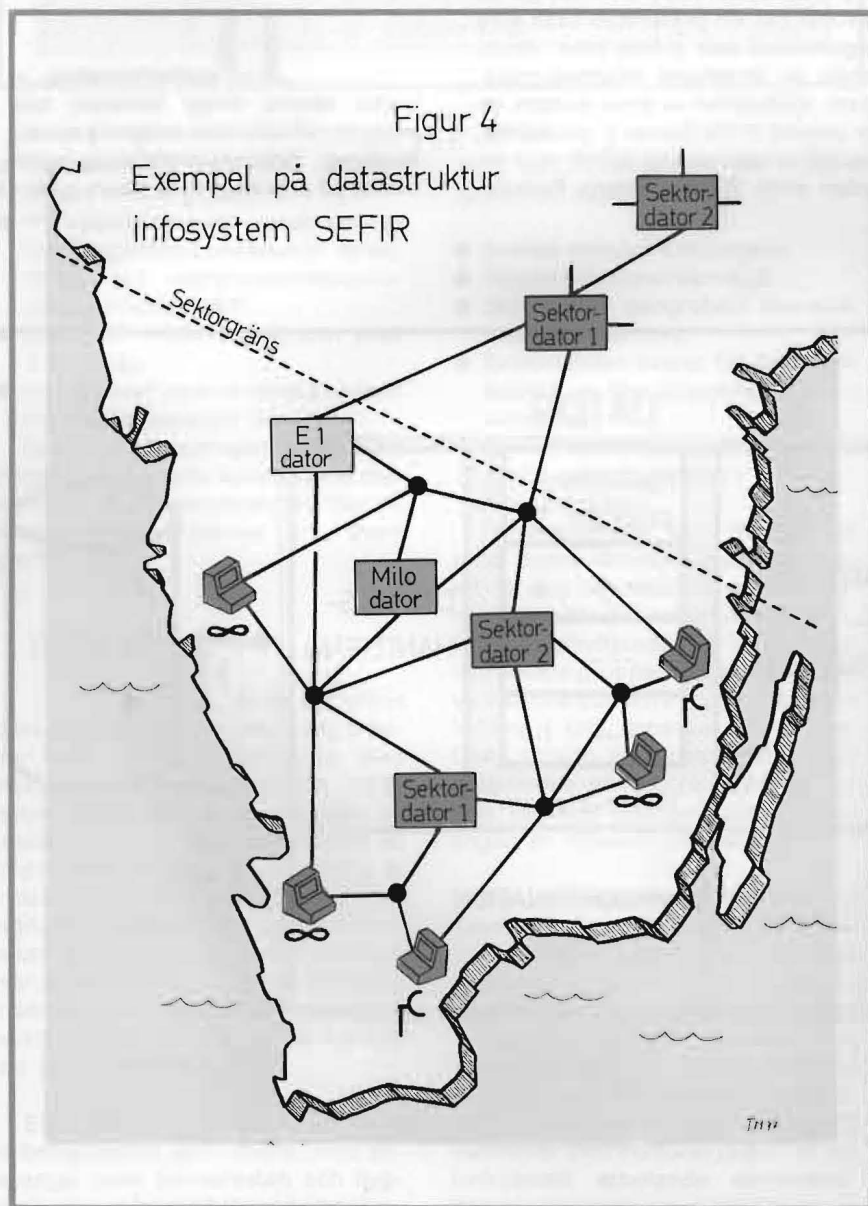 Figur 4
Exempel på datastruktur
infosystem SEFIR
Sektor-
dator 2
Sektor-
dator 1
Sektorgräns
E 1
dator
Milo
dator
Sektor-
dator 2
Sektor-
dator 1